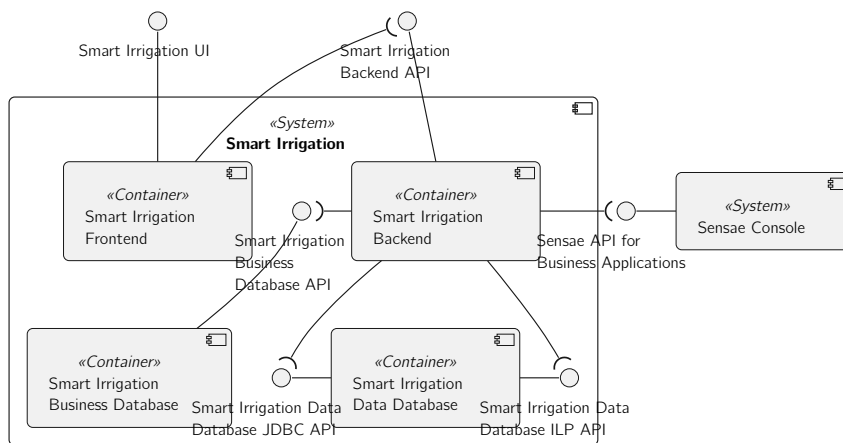 Smart Irrigation UI
Smart Irrigation
Backend API
«System»
Smart Irrigation
«Container»
Smart Irrigation
Frontend
Smart Irrigation
Business
Database API
«Container»
Smart Irrigation
Backend
Sensae API for
Business Applications
«System»
Sensae Console
«Container»
Smart Irrigation
Business Database
Smart Irrigation Data
Database JDBC API
«Container»
Smart Irrigation
Data Database
Smart Irrigation Data
Database ILP API